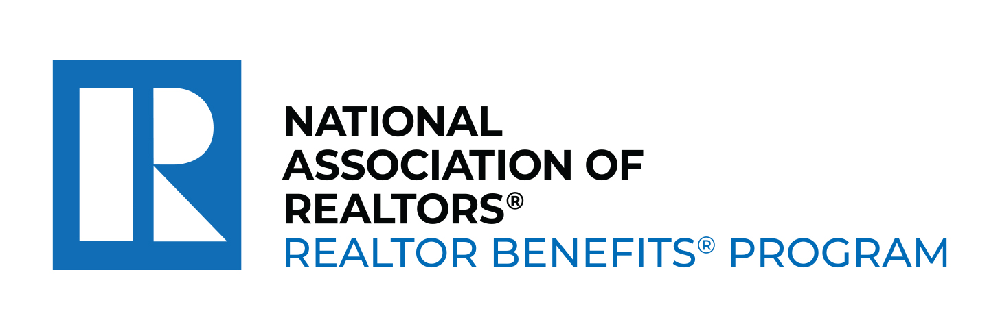 R
NATIONAL
ASSOCIATION OF
REALTORS®
REALTOR BENEFITS® PROGRAM